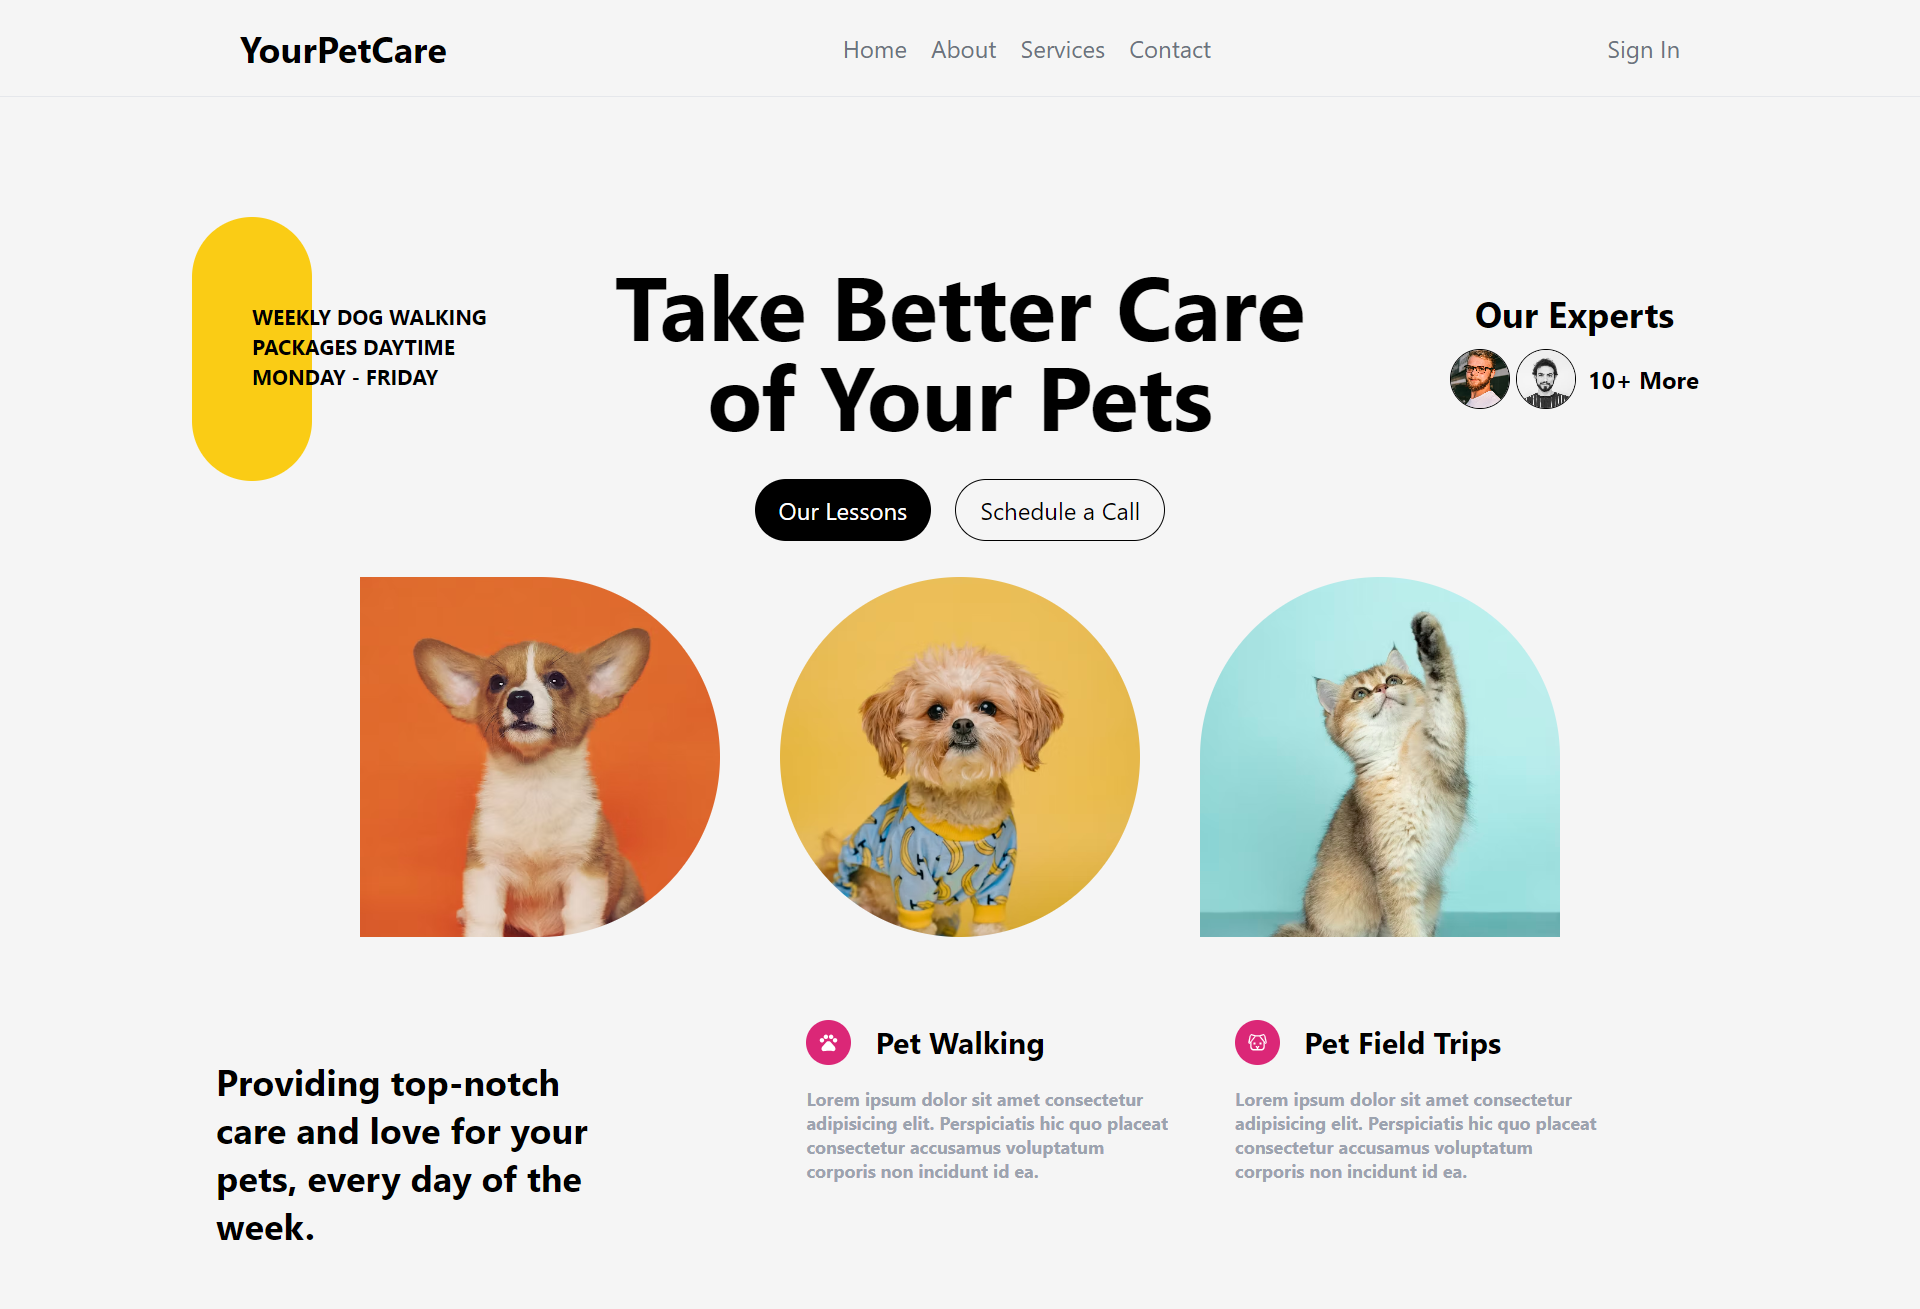 YourPetCare
Home About Services Contact
Sign In
WEEKLY DOG WALKING
PACKAGES DAYTIME
MONDAY - FRIDAY
Take Better Care
of Your Pets
Our Experts
10+ More
Our Lessons
Schedule a Call
Providing top-notch
care and love for your
pets, every day of the
week.
Pet Walking
Lorem ipsum dolor sit amet consectetur
adipisicing elit. Perspiciatis hic quo placeat
consectetur accusamus voluptatum
corporis non incidunt id ea.
Pet Field Trips
Lorem ipsum dolor sit amet consectetur
adipisicing elit. Perspiciatis hic quo placeat
consectetur accusamus voluptatum
corporis non incidunt id ea.